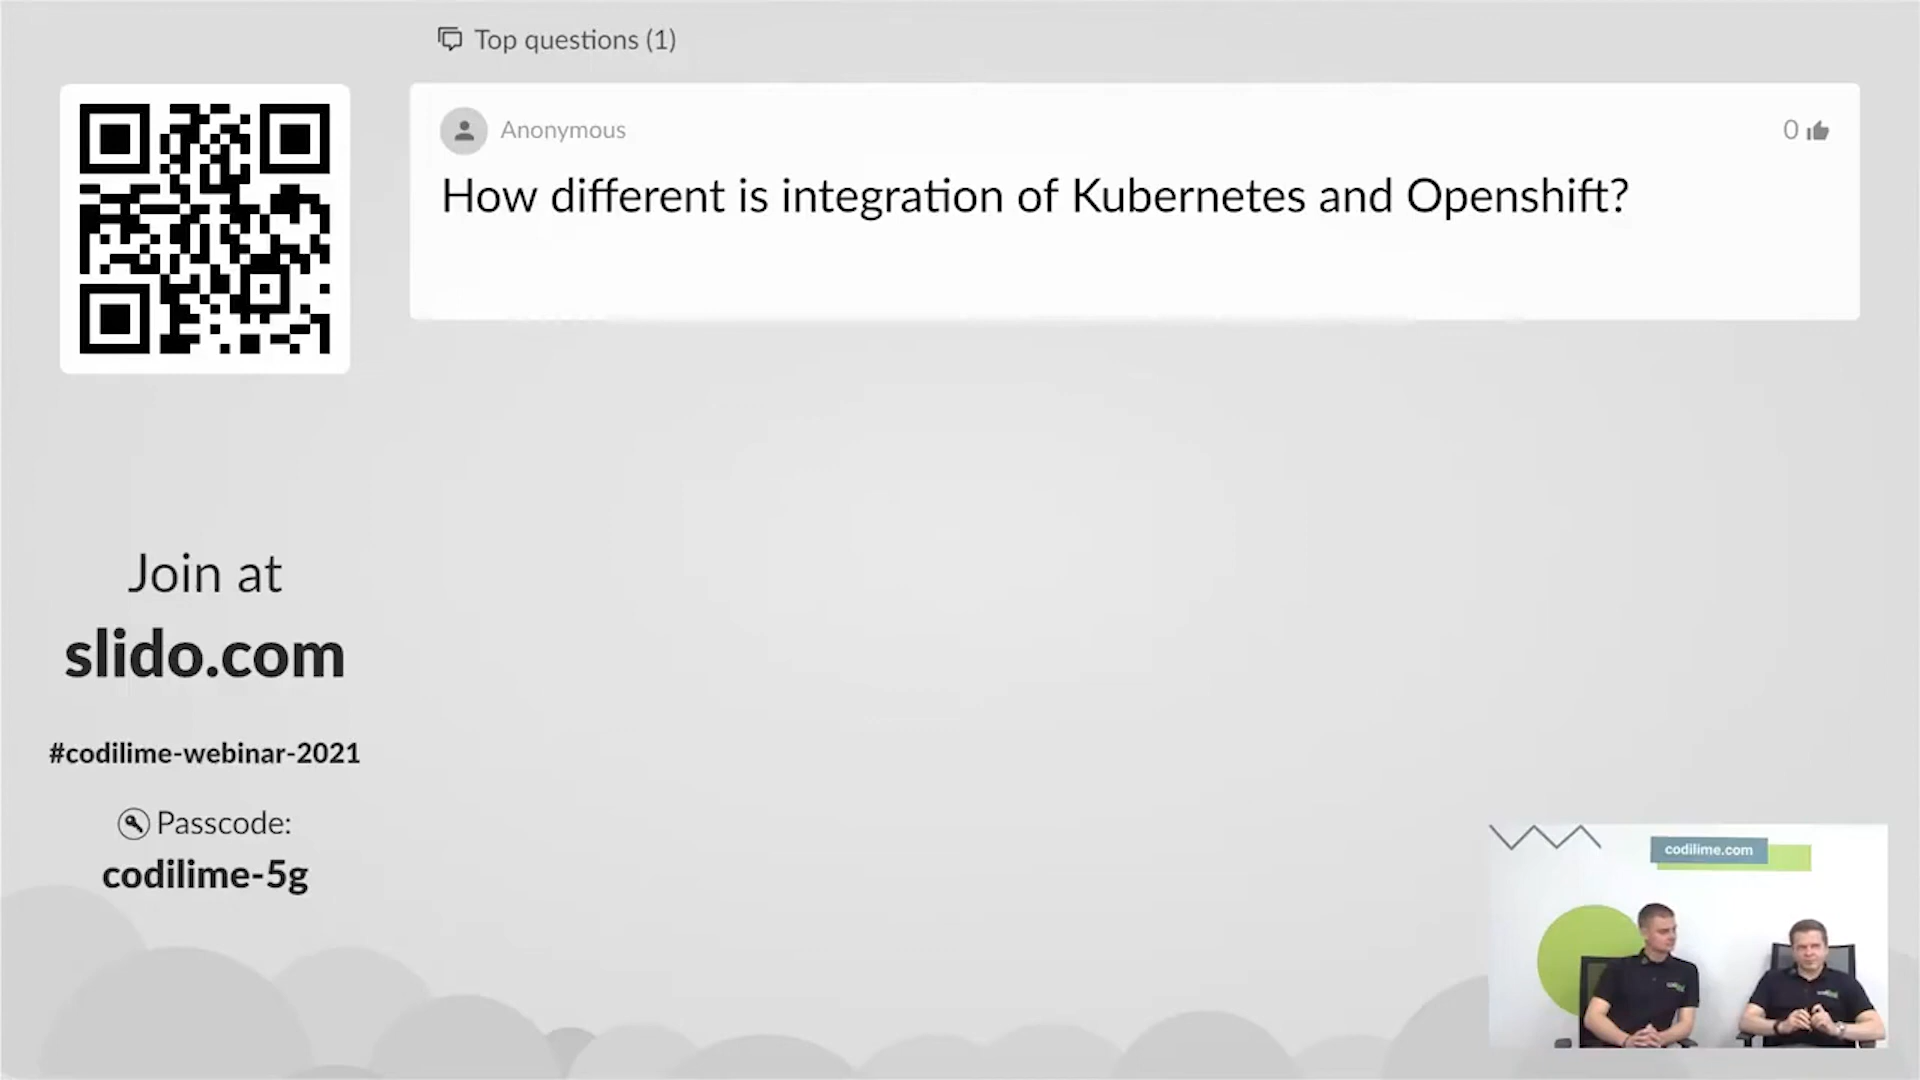 Top questions (1)
Anonymous
0
How different is integration of Kubernetes and Openshift?
Join at
slido.com
#codilime-webinar-2021
Passcode:
codilime-5g
codilime.com